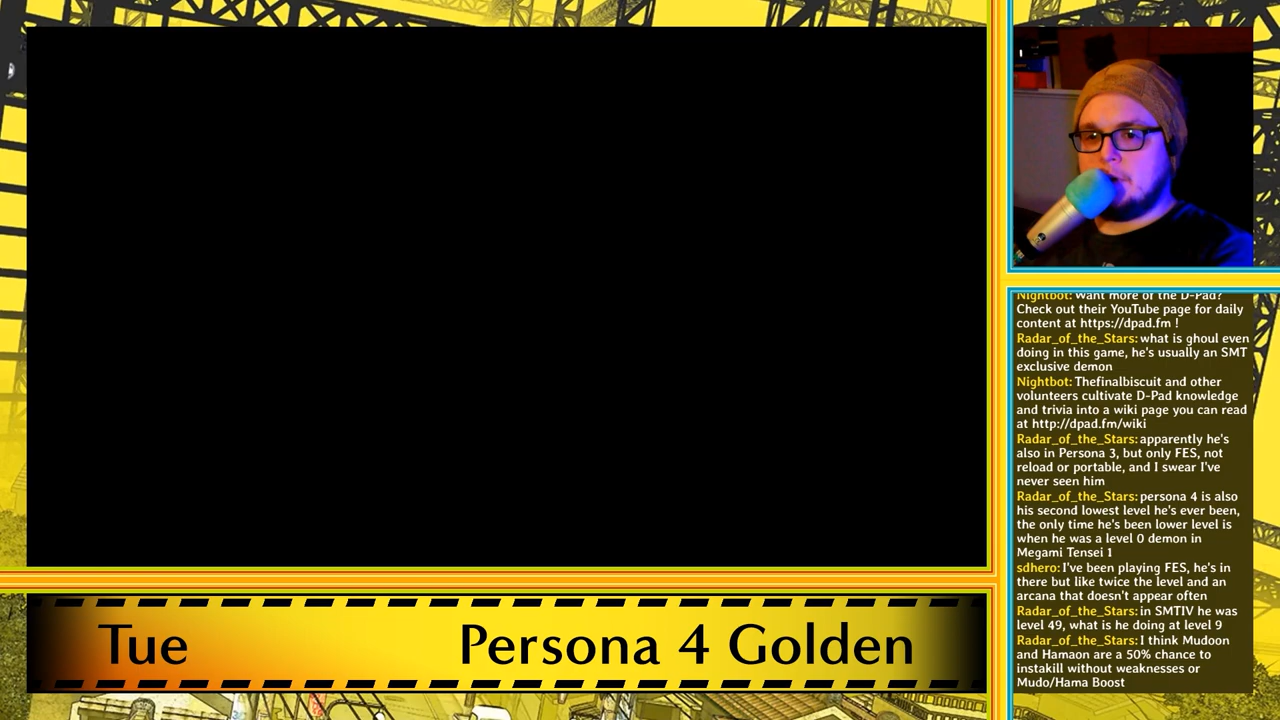 Nightbot: Want more of the D-Pad?
Check out their YouTube page for daily
content at https://dpad.fm !
Radar_of_the_Stars: what is ghoul even
doing in this game, he's usually an SMT
exclusive demon
Nightbot: Thefinalbiscuit and other
volunteers cultivate D-Pad knowledge
and trivia into a wiki page you can read
at http://dpad.fm/wiki
Radar_of_the_Stars: apparently he's
also in Persona 3, but only FES, not
reload or portable, and I swear I've
never seen him
Radar_of_the_Stars: persona 4 is also
his second lowest level he's ever been,
the only time he's been lower level is
when he was a level 0 demon in
Megami Tensei 1
sdhero: I've been playing FES, he's in
there but like twice the level and an
arcana that doesn't appear often
Radar_of_the_Stars: in SMTIV he was
level 49, what is he doing at level 9
Radar_of_the_Stars: I think Mudoon
and Hamaon are a 50% chance to
instakill without weaknesses or
Mudo/Hama Boost
Tue
Persona 4 Golden